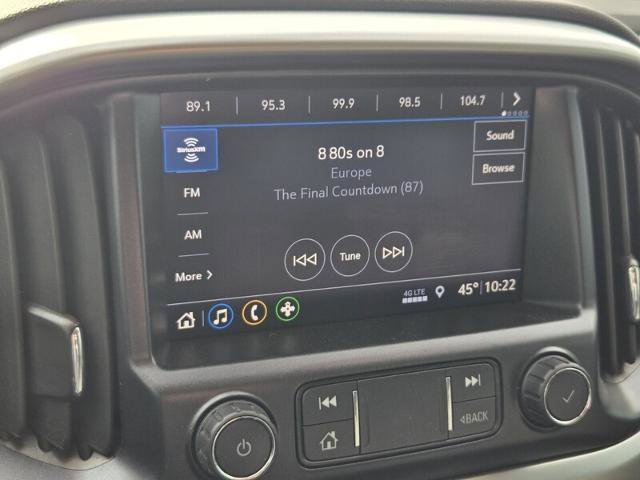 89.1 95.3 99.9 98.5 104.7
SiriusXM
Sound
8 80s on 8
Europe
The Final Countdown (87)
Browse
FM
AM
More
Tune
4G LTE
45° 10:22
BACK